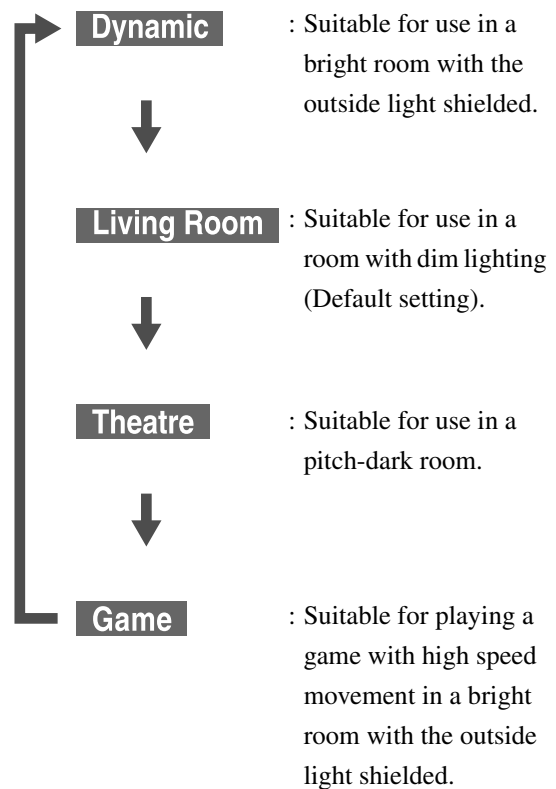 Dynamic : Suitable for use in a
bright room with the
outside light shielded.
Living Room : Suitable for use in a
room with dim lighting
(Default setting).
Theatre : Suitable for use in a
pitch-dark room.
Game : Suitable for playing a
game with high speed
movement in a bright
room with the outside
light shielded.